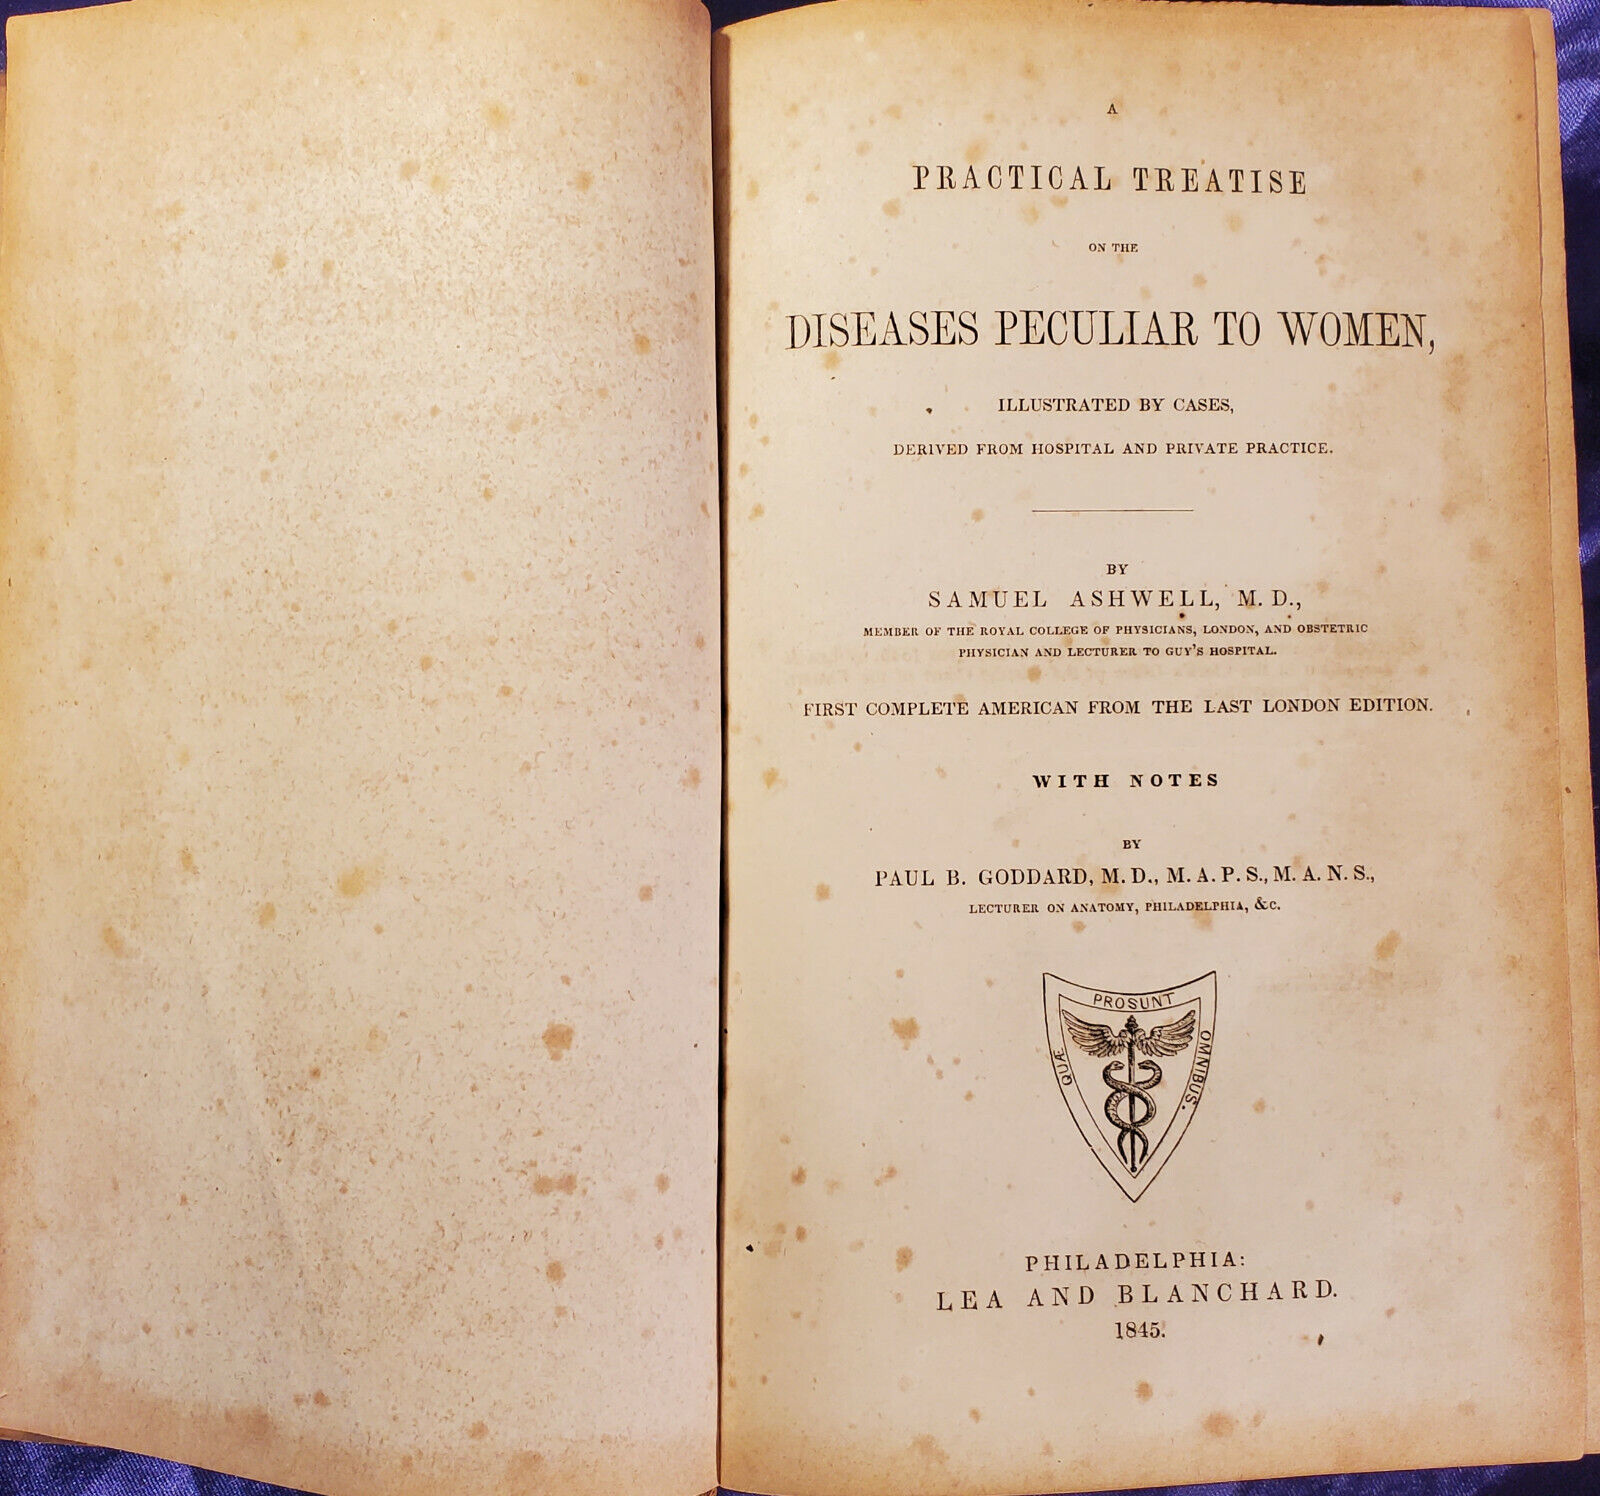 A
PRACTICAL TREATISE
ON THE
DISEASES PECULIAR TO WOMEN,
ILLUSTRATED BY CASES,
DERIVED FROM HOSPITAL AND PRIVATE PRACTICE.
BY
SAMUEL ASHWELL, M. D.,
MEMBER OF THE ROYAL COLLEGE OF PHYSICIANS, LONDON, AND OBSTETRIC
PHYSICIAN AND LECTURER TO GUY'S HOSPITAL.
FIRST COMPLETE AMERICAN FROM THE LAST LONDON EDITION.
WITH NOTES
BY
PAUL B. GODDARD, M. D., M. A. P. S., M. A. N. S.,
LECTURER ON ANATOMY, PHILADELPHIA, &C.
QUÆ
PROSUNT
OMNIBUS.
PHILADELPHIA:
LEA AND BLANCHARD.
1845.